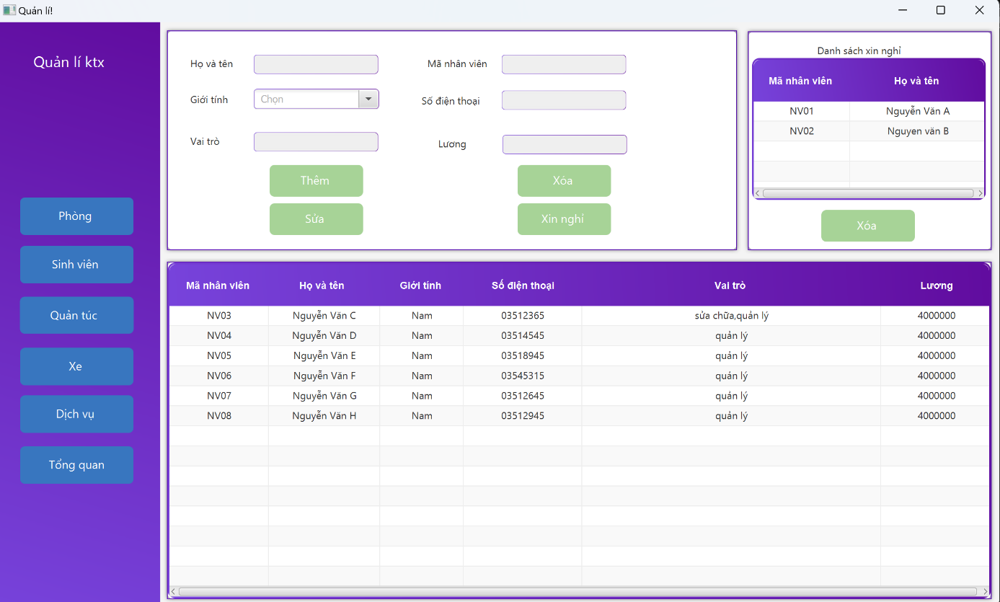 Quản lí!
Quản lí ktx
Phòng
Sinh viên
Quản túc
Xe
Dịch vụ
Tổng quan
Họ và tên
Mã nhân viên
Giới tính
Chọn
Số điện thoại
Vai trò
Lương
Thêm
Xóa
Sửa
Xin nghỉ
Danh sách xin nghỉ
Mã nhân viên Họ và tên
NV01 Nguyễn Văn A
NV02 Nguyen văn B
Xóa
Mã nhân viên Họ và tên Giới tính Số điện thoại Vai trò Lương
NV03 Nguyễn Văn C Nam 03512365 sửa chữa,quản lý 4000000
NV04 Nguyễn Văn D Nam 03514545 quản lý 4000000
NV05 Nguyễn Văn E Nam 03518945 quản lý 4000000
NV06 Nguyễn Văn F Nam 03545315 quản lý 4000000
NV07 Nguyễn Văn G Nam 03512645 quản lý 4000000
NV08 Nguyễn Văn H Nam 03512945 quản lý 4000000